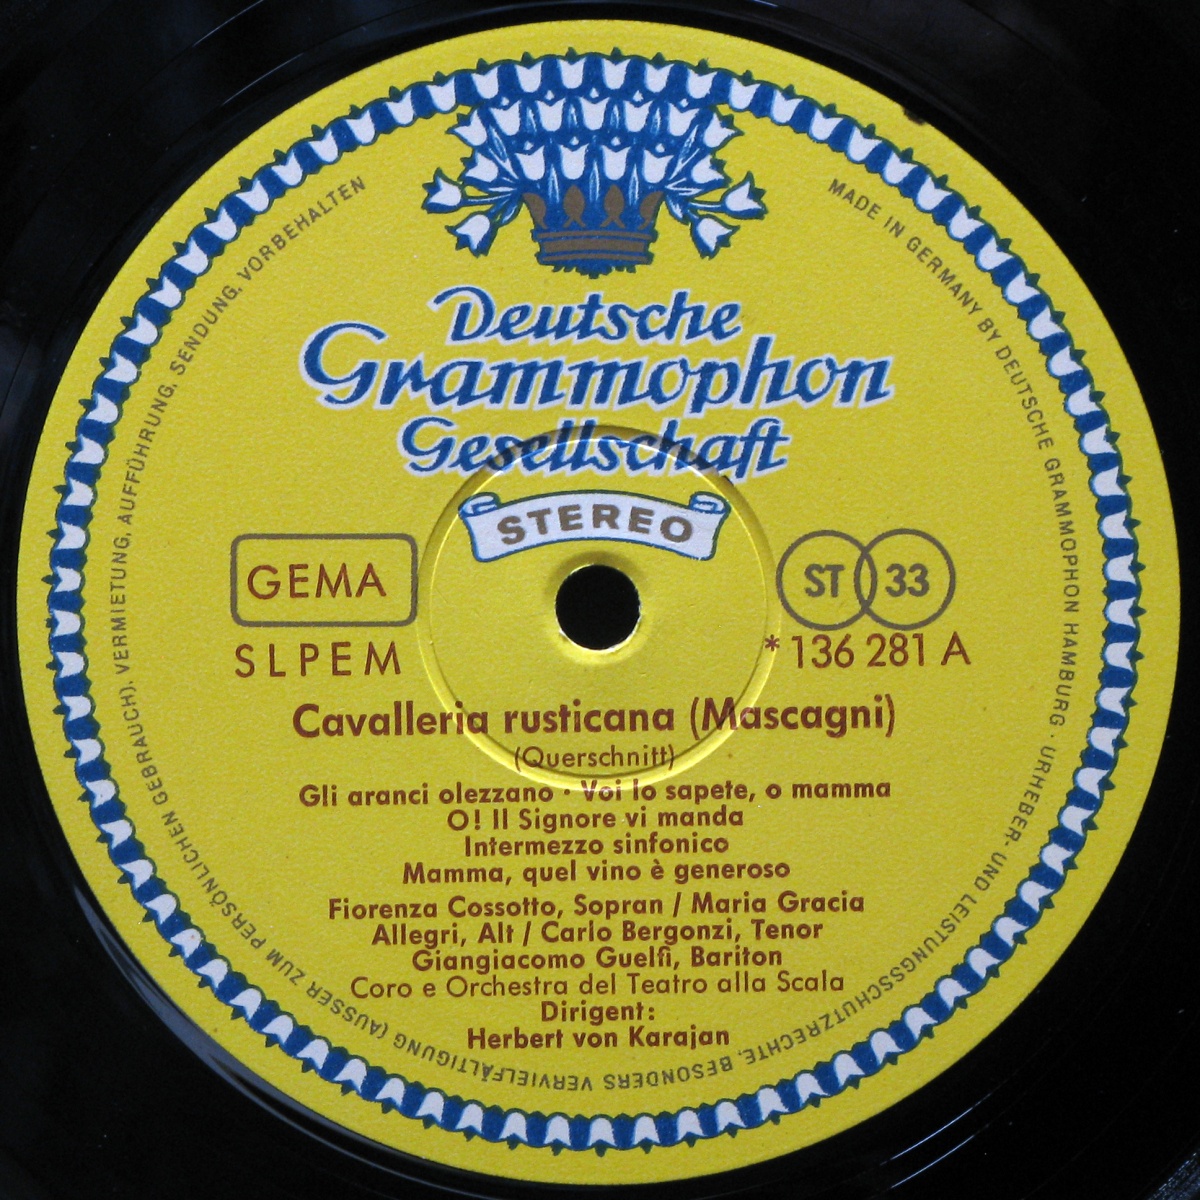 Deutsche
Grammophon
Gesellschaft
STEREO
GEMA
ST 33
SLPEM
* 136 281 A
Cavalleria rusticana (Mascagni)
(Querschnitt)
Gli aranci olezzano · Voi lo sapete, o mamma
O! Il Signore vi manda
Intermezzo sinfonico
Mamma, quel vino è generoso
Fiorenza Cossotto, Sopran / Maria Gracia
Allegri, Alt / Carlo Bergonzi, Tenor
Giangiacomo Guelfi, Bariton
Coro e Orchestra del Teatro alla Scala
Dirigent:
Herbert von Karajan
MADE IN GERMANY BY DEUTSCHE GRAMMOPHON HAMBURG · URHEBER- UND LEISTUNGSSCHUTZRECHTE, BESONDERS VERVIELFÄLTIGUNG (AUSSER ZUM PERSÖNLICHEN GEBRAUCH), VERMIETUNG, AUFFÜHRUNG, SENDUNG, VORBEHALTEN